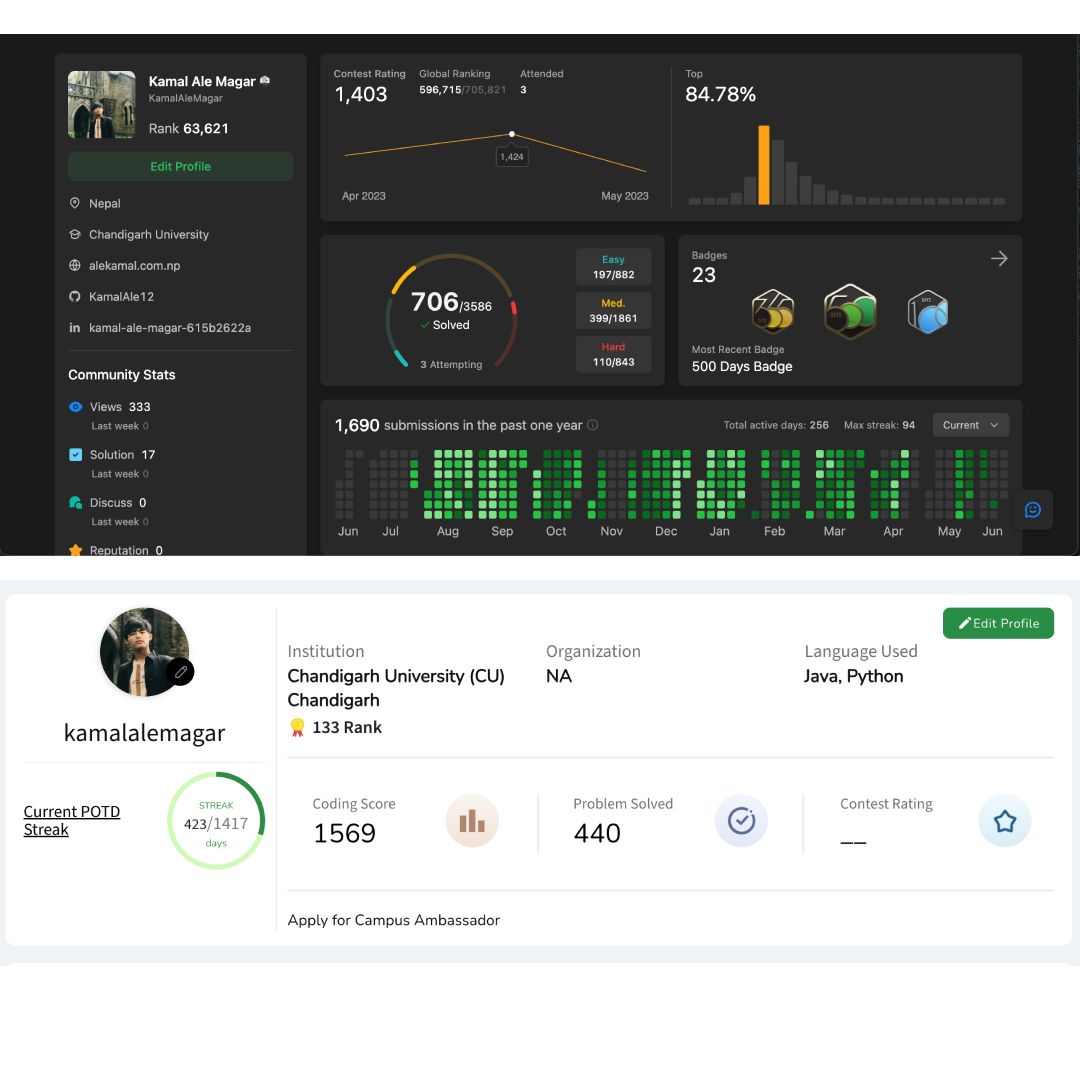 Kamal Ale Magar
KamalAleMagar
Rank 63,621
Edit Profile
Nepal
Chandigarh University
alekamal.com.np
KamalAle12
kamal-ale-magar-615b2622a
Community Stats
Views 333
Last week 0
Solution 17
Last week 0
Discuss 0
Last week 0
Reputation 0
Contest Rating
1,403
Global Ranking
596,715/705,821
Attended
3
1,424
Apr 2023 May 2023
Top
84.78%
706/3586
Solved
3 Attempting
Easy
197/882
Med.
399/1861
Hard
110/843
Badges
23
Most Recent Badge
500 Days Badge
1,690 submissions in the past one year
Total active days: 256 Max streak: 94 Current
Jun Jul Aug Sep Oct Nov Dec Jan Feb Mar Apr May Jun
kamalalemagar
Current POTD
Streak
STREAK
423/1417
days
Edit Profile
Institution
Chandigarh University (CU)
Chandigarh
133 Rank
Organization
NA
Language Used
Java, Python
Coding Score
1569
Problem Solved
440
Contest Rating
__
Apply for Campus Ambassador